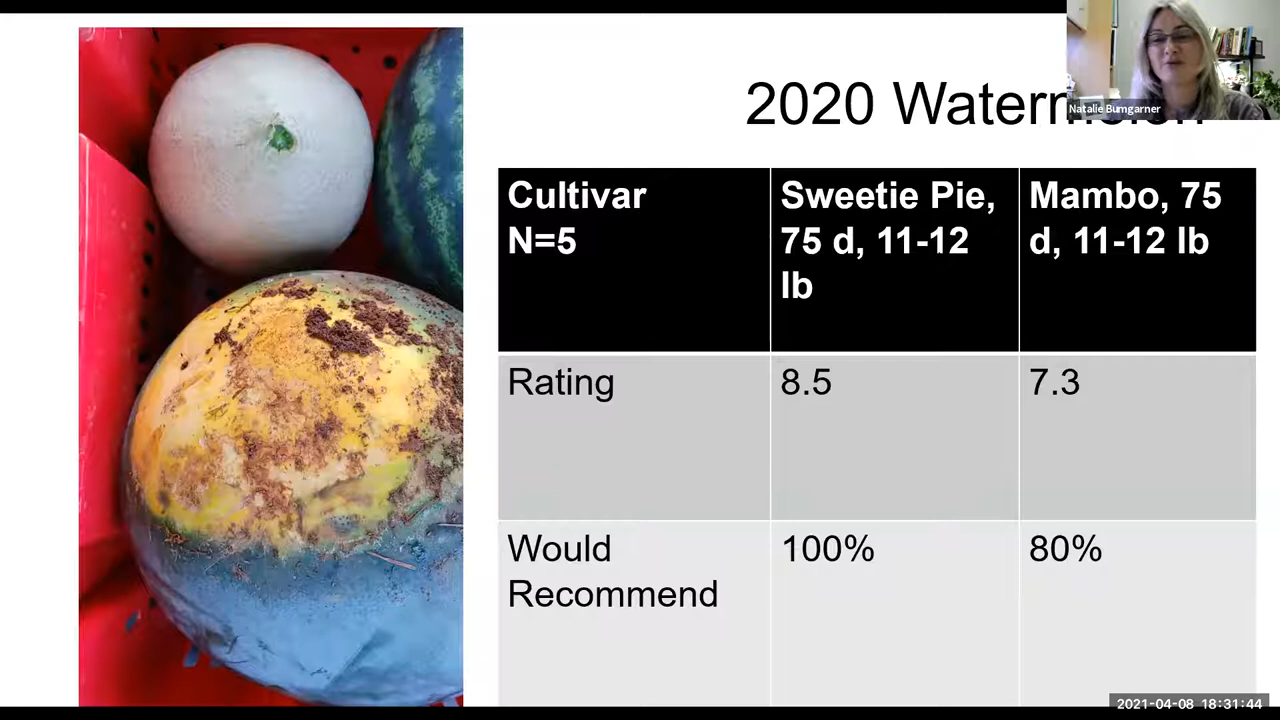 Natalie Bumgarner
2020 Watermelon
Cultivar
N=5
Sweetie Pie,
75 d, 11-12
lb
Mambo, 75
d, 11-12 lb
Rating
8.5
7.3
Would
Recommend
100%
80%
2021-04-08 18:31:44